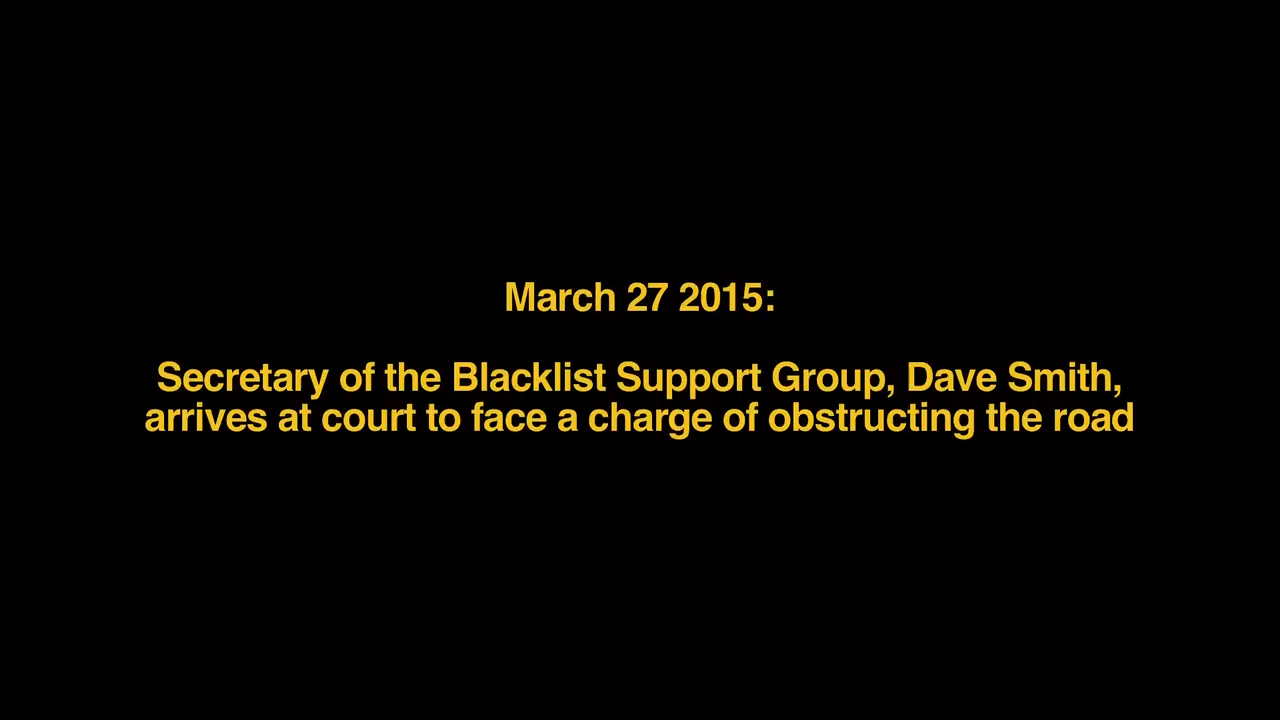 March 27 2015:
Secretary of the Blacklist Support Group, Dave Smith,
arrives at court to face a charge of obstructing the road